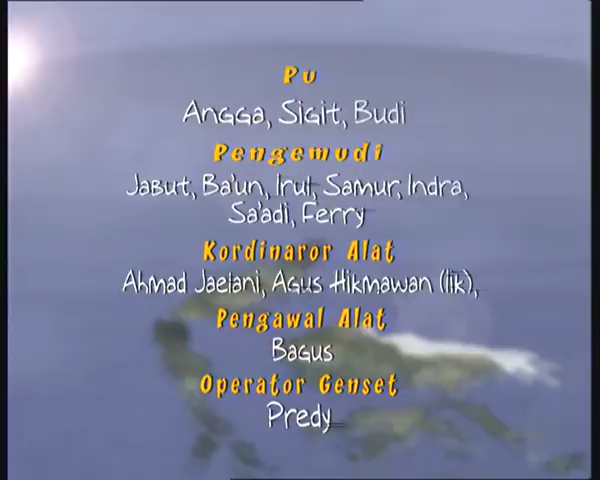 Pu
Angga, Sigit, Budi
Pengemudi
Jabut, Ba'un, Irul, Samur, Indra,
Sa'adi, Ferry
Kordinaror Alat
Ahmad Jaelani, Agus Hikmawan (Iik),
Pengawal Alat
Bagus
Operator Genset
Predy